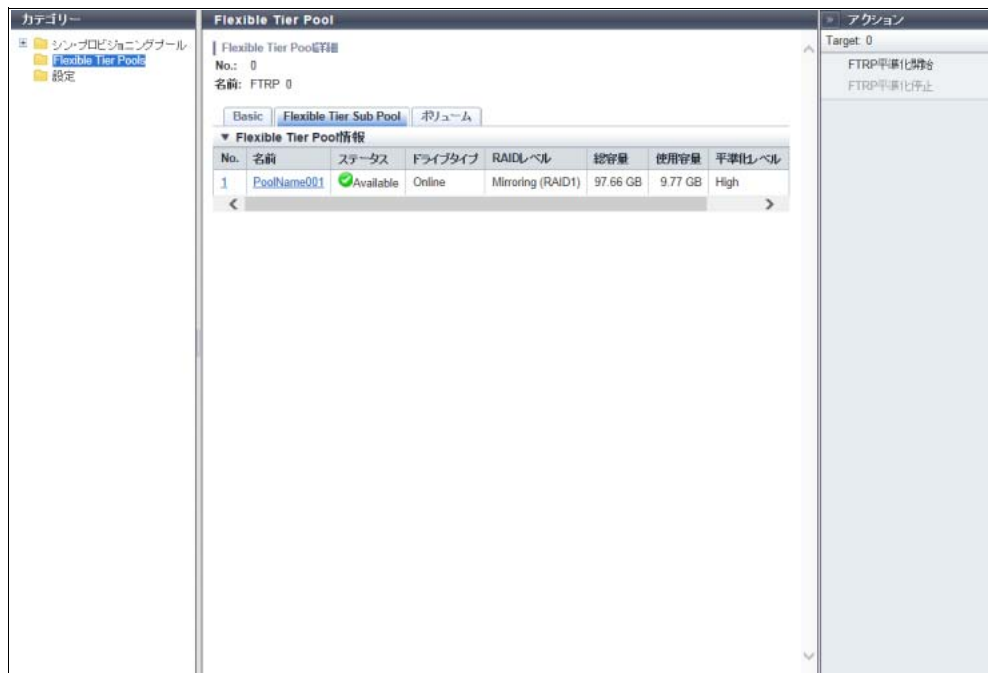 カテゴリー
シン・プロビジョニングプール
Flexible Tier Pools
設定
Flexible Tier Pool
Flexible Tier Pool詳細
No.: 0
名前: FTRP 0
Basic Flexible Tier Sub Pool ボリューム
▼ Flexible Tier Pool情報
No. 名前 ステータス ドライブタイプ RAIDレベル 総容量 使用容量 平準化レベル
1 PoolName001 Available Online Mirroring (RAID1) 97.66 GB 9.77 GB High
» アクション
Target: 0
FTRP平準化開始
FTRP平準化停止